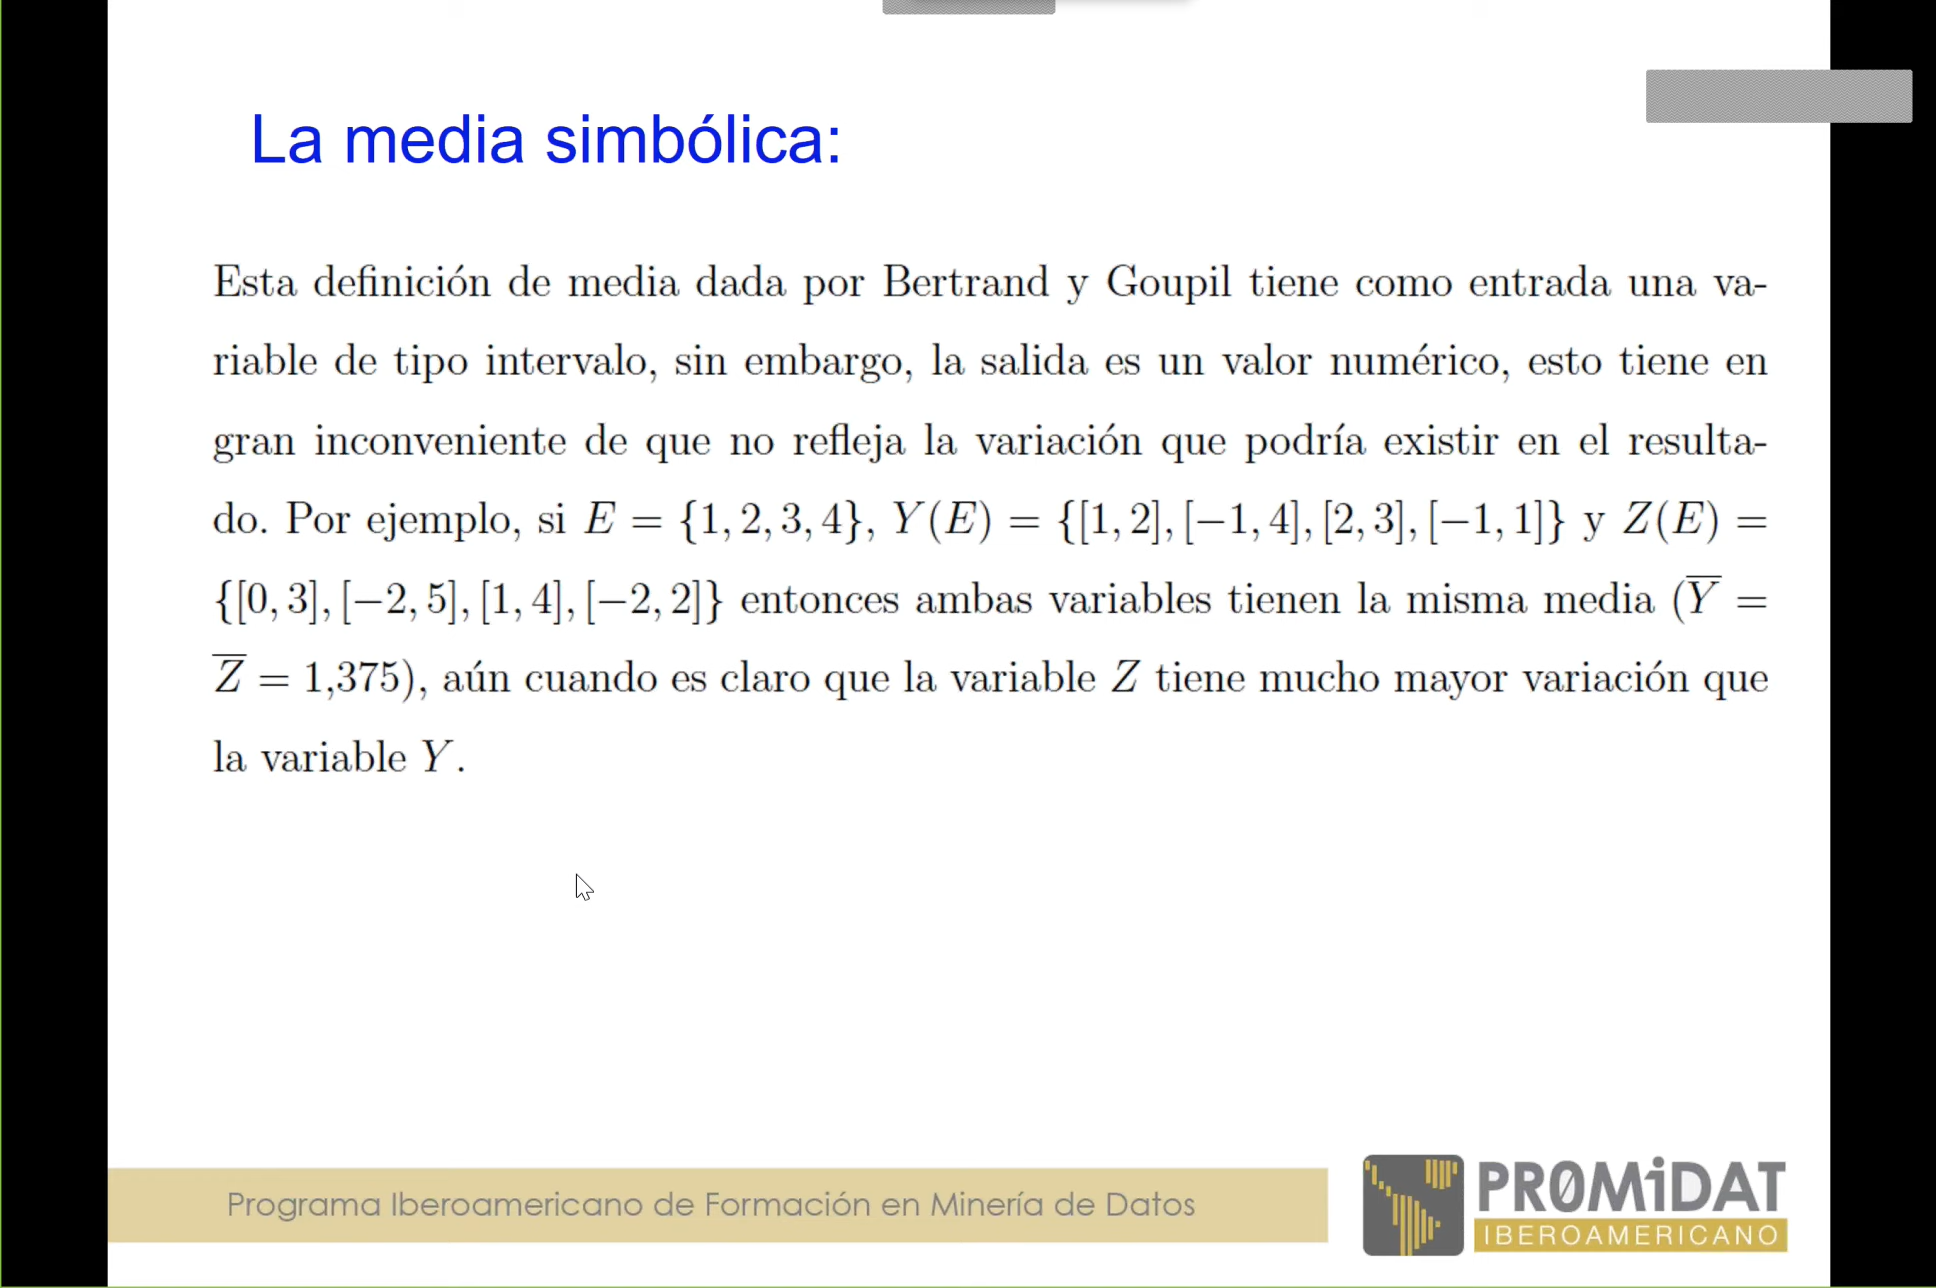 La media simbólica:
Esta definición de media dada por Bertrand y Goupil tiene como entrada una va-
riable de tipo intervalo, sin embargo, la salida es un valor numérico, esto tiene en
gran inconveniente de que no refleja la variación que podría existir en el resulta-
do. Por ejemplo, si E = {1, 2, 3, 4}, Y(E) = {[1, 2], [−1, 4], [2, 3], [−1, 1]} y Z(E) =
{[0, 3], [−2, 5], [1, 4], [−2, 2]} entonces ambas variables tienen la misma media (Y̅ =
Z̅ = 1,375), aún cuando es claro que la variable Z tiene mucho mayor variación que
la variable Y.
Programa Iberoamericano de Formación en Minería de Datos
PR0MiDAT
IBEROAMERICANO